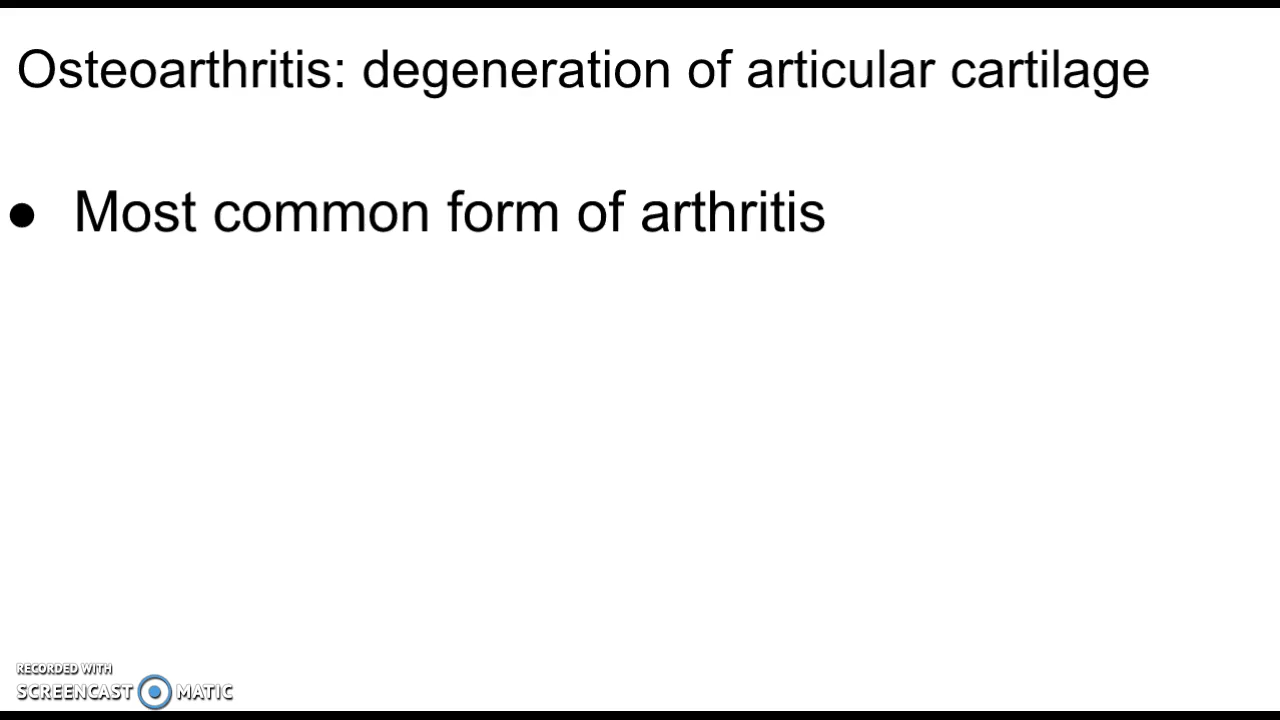 Osteoarthritis: degeneration of articular cartilage
● Most common form of arthritis
RECORDED WITH
SCREENCAST MATIC